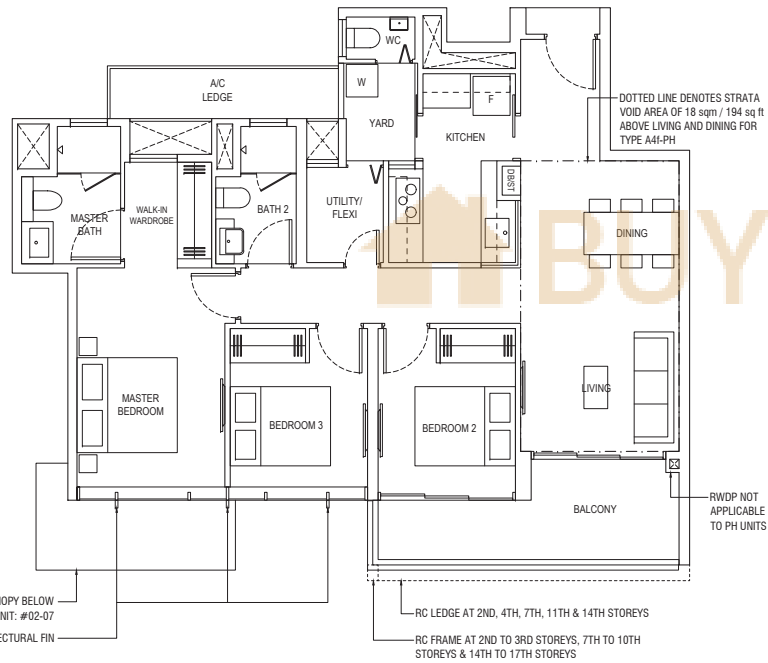 WC
A/C
LEDGE
W
YARD
F
KITCHEN
DOTTED LINE DENOTES STRATA
VOID AREA OF 18 sqm / 194 sq ft
ABOVE LIVING AND DINING FOR
TYPE A4f-PH
DB/ST
MASTER
BATH
WALK-IN
WARDROBE
BATH 2
UTILITY/
FLEXI
DINING
BUY
MASTER
BEDROOM
BEDROOM 3
BEDROOM 2
LIVING
BALCONY
RWDP NOT
APPLICABLE
TO PH UNITS
OPY BELOW
NIT: #02-07
ECTURAL FIN
RC LEDGE AT 2ND, 4TH, 7TH, 11TH & 14TH STOREYS
RC FRAME AT 2ND TO 3RD STOREYS, 7TH TO 10TH
STOREYS & 14TH TO 17TH STOREYS